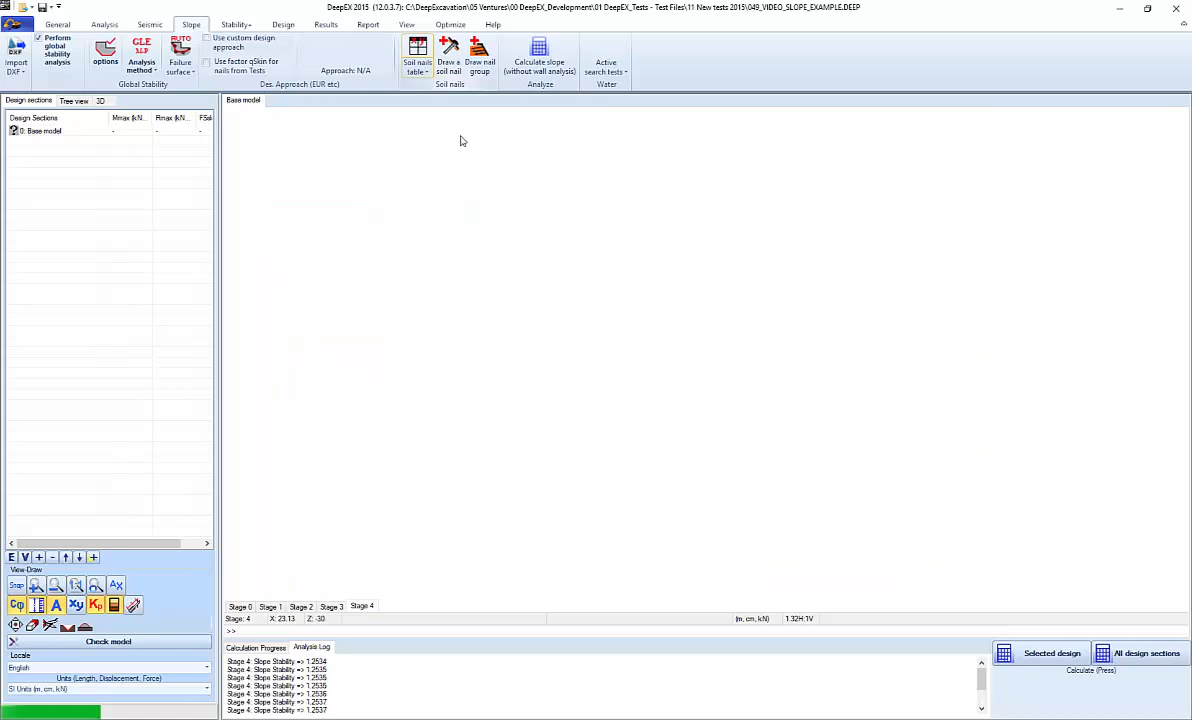 DeepEX 2015 (12.0.3.7): C:\DeepExcavation\05 Ventures\00 DeepEX_Development\01 DeepEX_Tests - Test Files\11 New tests 2015\049_VIDEO_SLOPE_EXAMPLE.DEEP
General Analysis Seismic Slope Stability+ Design Results Report View Optimize Help
Import DXF
Perform global stability analysis
options
GLE
Analysis method
AUTO
Failure surface
Global Stability
Use custom design approach
Use factor qSkin for nails from Tests
Approach: N/A
Des. Approach (EUR etc)
Soil nails table
Draw a soil nail
Draw nail group
Soil nails
Calculate slope (without wall analysis)
Analyze
Active search tests
Water
Design sections Tree view 3D
Base model
Design Sections Mmax (kN... Rmax (kN... FSsl
0: Base model - - -
E V + -
View-Draw
Snap
Ax
Cφ A Xy Kp
Check model
Locale
English
Units (Length, Displacement, Force)
SI Units (m, cm, kN)
Stage 0 Stage 1 Stage 2 Stage 3 Stage 4
Stage: 4 X: 23.13 Z: -30 (m, cm, kN) 1.32H:1V
>>
Calculation Progress Analysis Log
Stage 4: Slope Stability => 1.2534
Stage 4: Slope Stability => 1.2535
Stage 4: Slope Stability => 1.2535
Stage 4: Slope Stability => 1.2535
Stage 4: Slope Stability => 1.2536
Stage 4: Slope Stability => 1.2537
Stage 4: Slope Stability => 1.2537
Selected design All design sections
Calculate (Press)